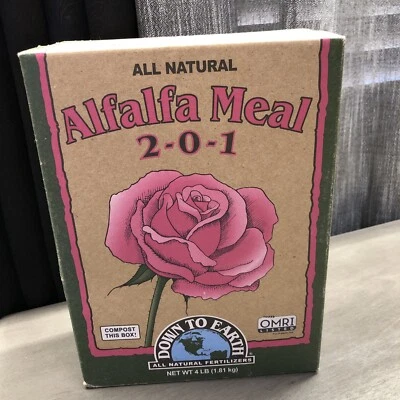 ALL NATURAL
Alfalfa Meal
2-0-1
COMPOST
THIS BOX!
DOWN TO EARTH
ALL NATURAL FERTILIZERS
OMRI
LISTED
NET WT 4 LB (1.81 kg)